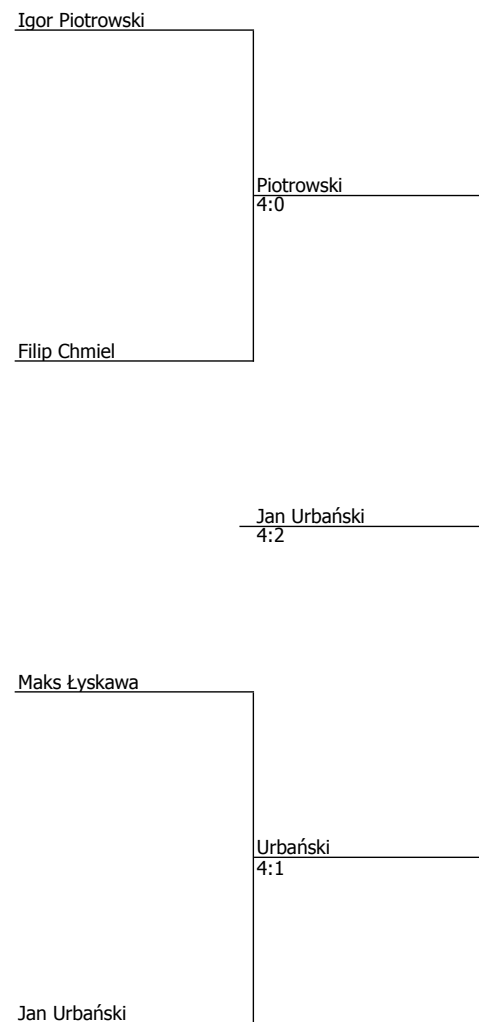 Igor Piotrowski
Piotrowski
4:0
Filip Chmiel
Jan Urbański
4:2
Maks Łyskawa
Urbański
4:1
Jan Urbański